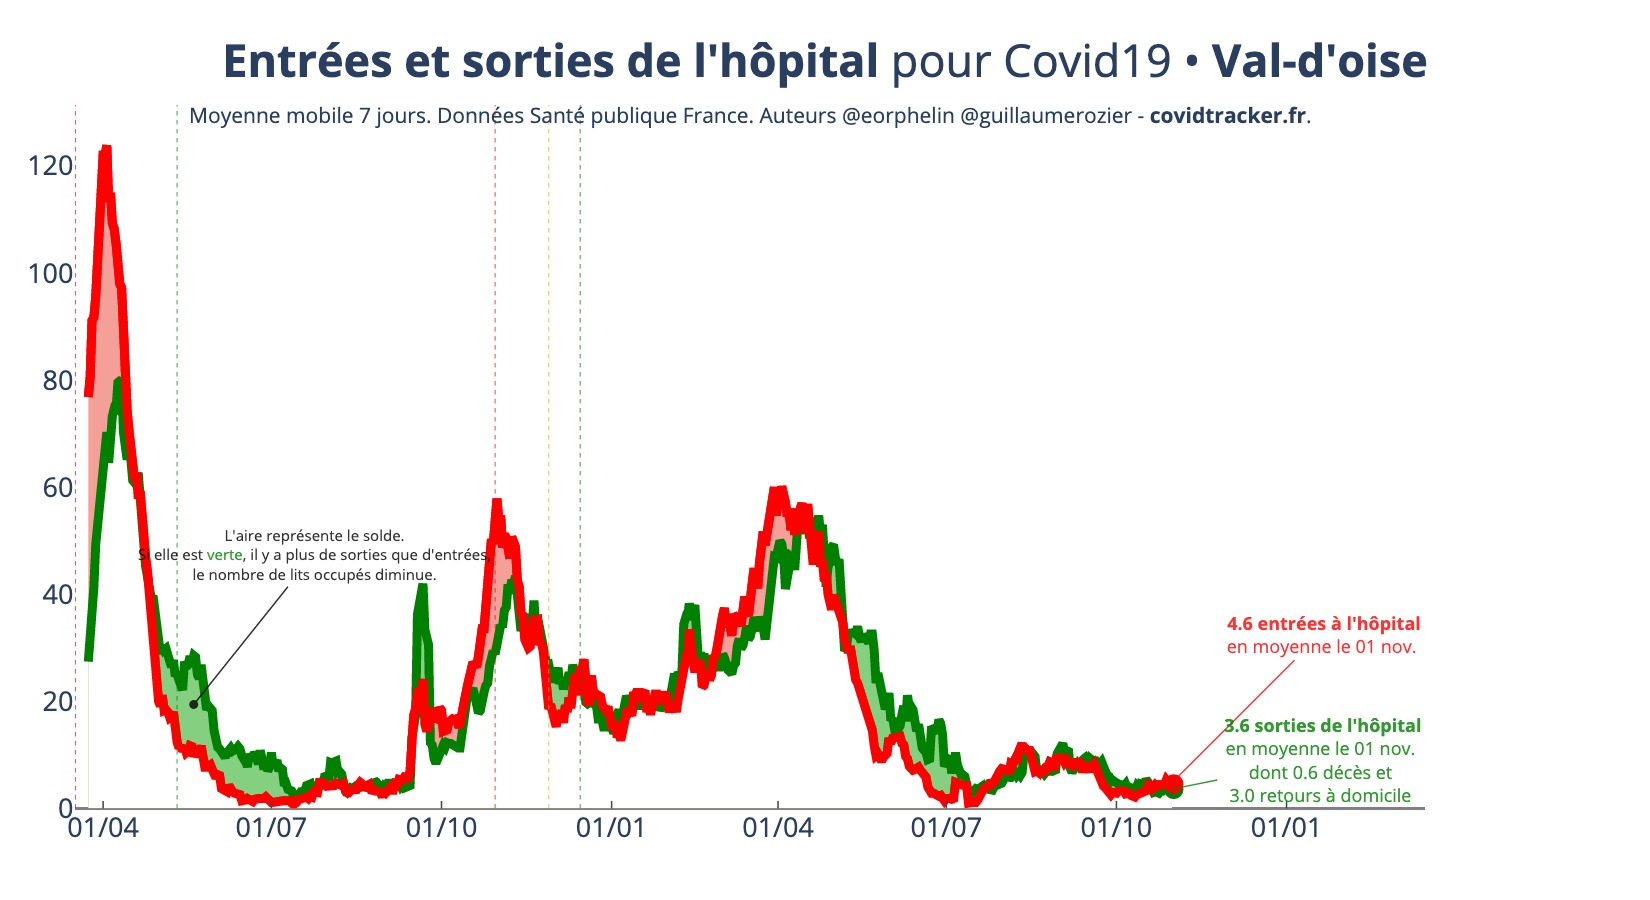 Entrées et sorties de l'hôpital pour Covid19 • Val-d'oise
Moyenne mobile 7 jours. Données Santé publique France. Auteurs @eorphelin @guillaumerozier - covidtracker.fr.
120
100
80
60
40
20
0
L'aire représente le solde.
Si elle est verte, il y a plus de sorties que d'entrées,
le nombre de lits occupés diminue.
4.6 entrées à l'hôpital
en moyenne le 01 nov.
3.6 sorties de l'hôpital
en moyenne le 01 nov.
dont 0.6 décès et
3.0 retours à domicile
01/04 01/07 01/10 01/01 01/04 01/07 01/10 01/01